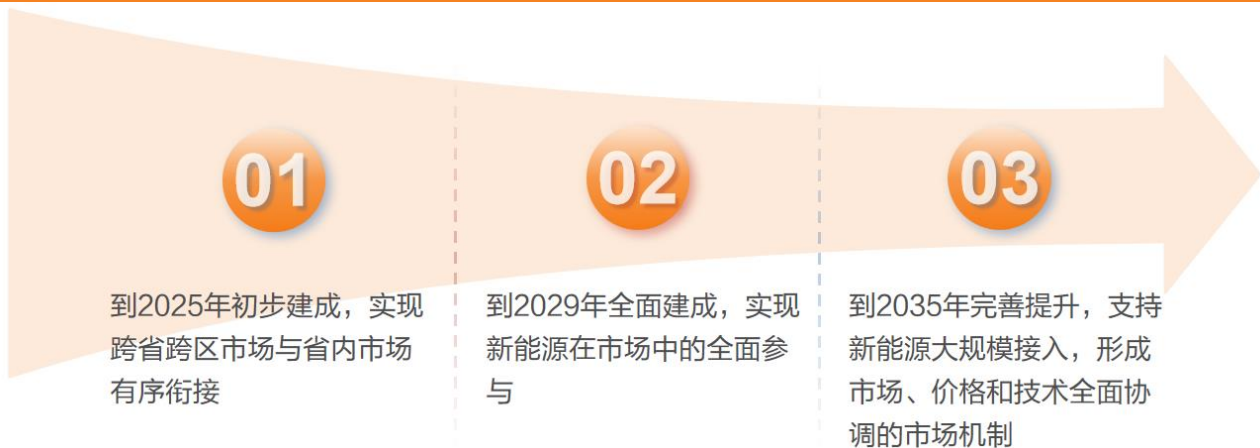 01
02
03
到2025年初步建成，实现
跨省跨区市场与省内市场
有序衔接
到2029年全面建成，实现
新能源在市场中的全面参
与
到2035年完善提升，支持
新能源大规模接入，形成
市场、价格和技术全面协
调的市场机制